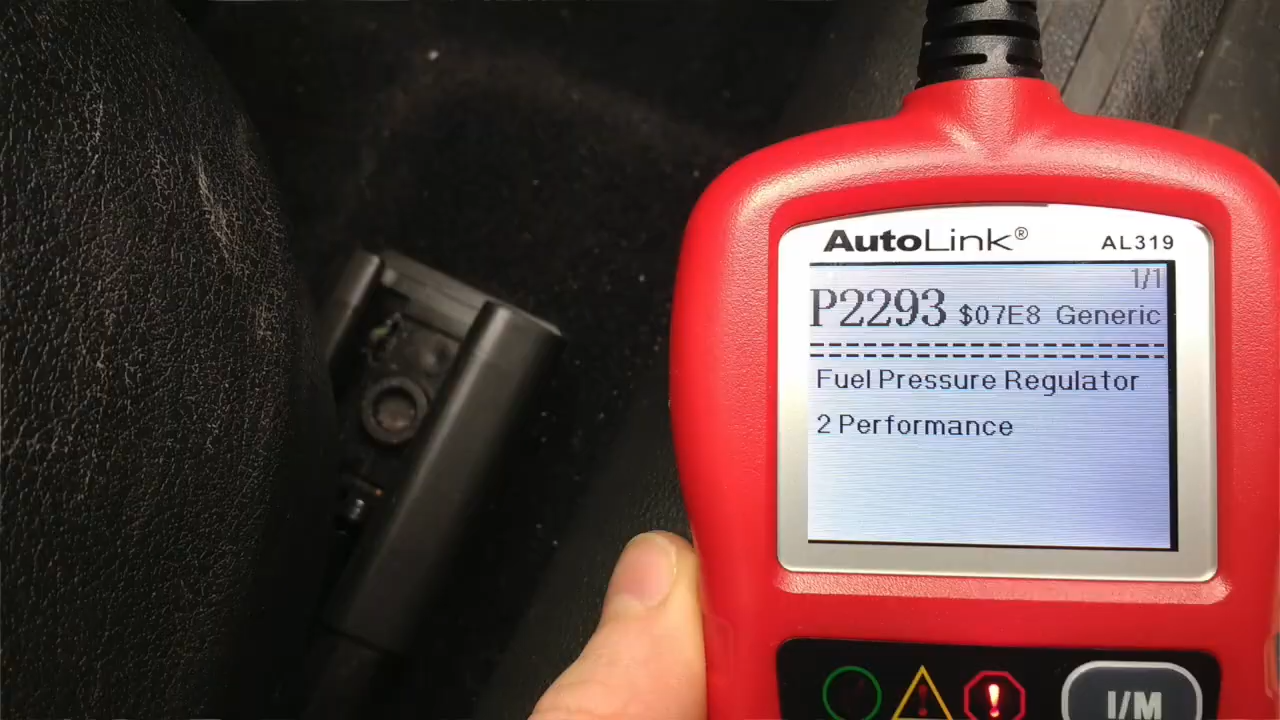 AutoLink® AL319
1/1
P2293 $07E8 Generic
Fuel Pressure Regulator
2 Performance
I/M